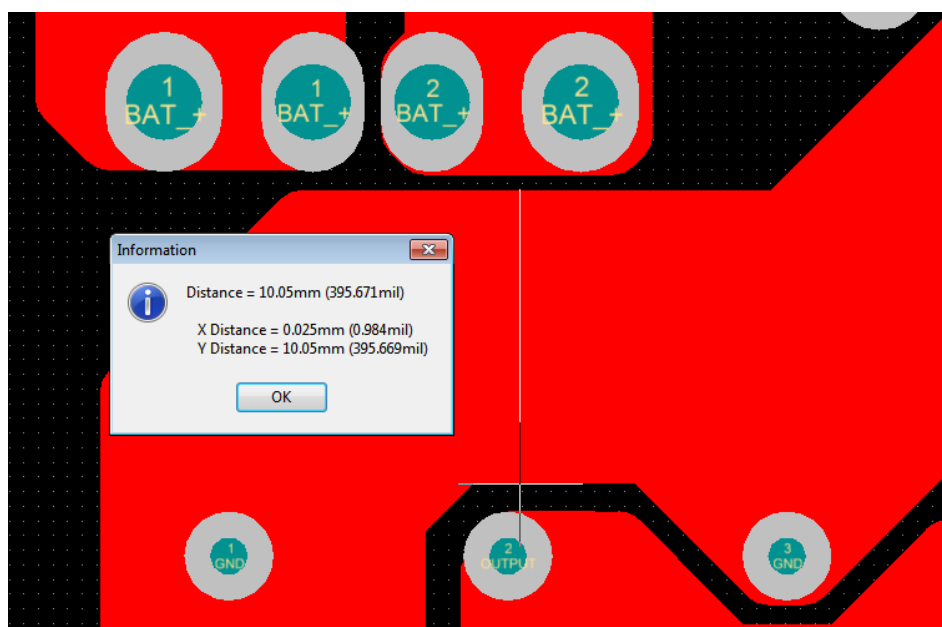 1 1 2 2
BAT_+ BAT_+ BAT_+ BAT_+
Information
Distance = 10.05mm (395.671mil)
X Distance = 0.025mm (0.984mil)
Y Distance = 10.05mm (395.669mil)
OK
1 2 3
GND OUTPUT GND